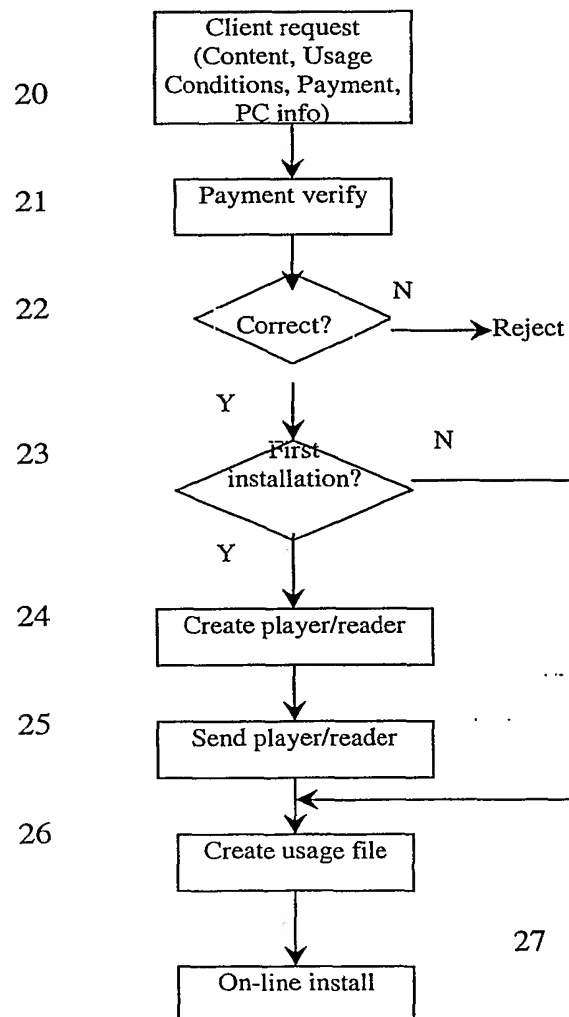 Client request
(Content, Usage
Conditions, Payment,
PC info)
20
21
Payment verify
22
N
Correct?
Reject
Y
23
N
First
installation?
Y
24
Create player/reader
25
Send player/reader
26
Create usage file
27
On-line install